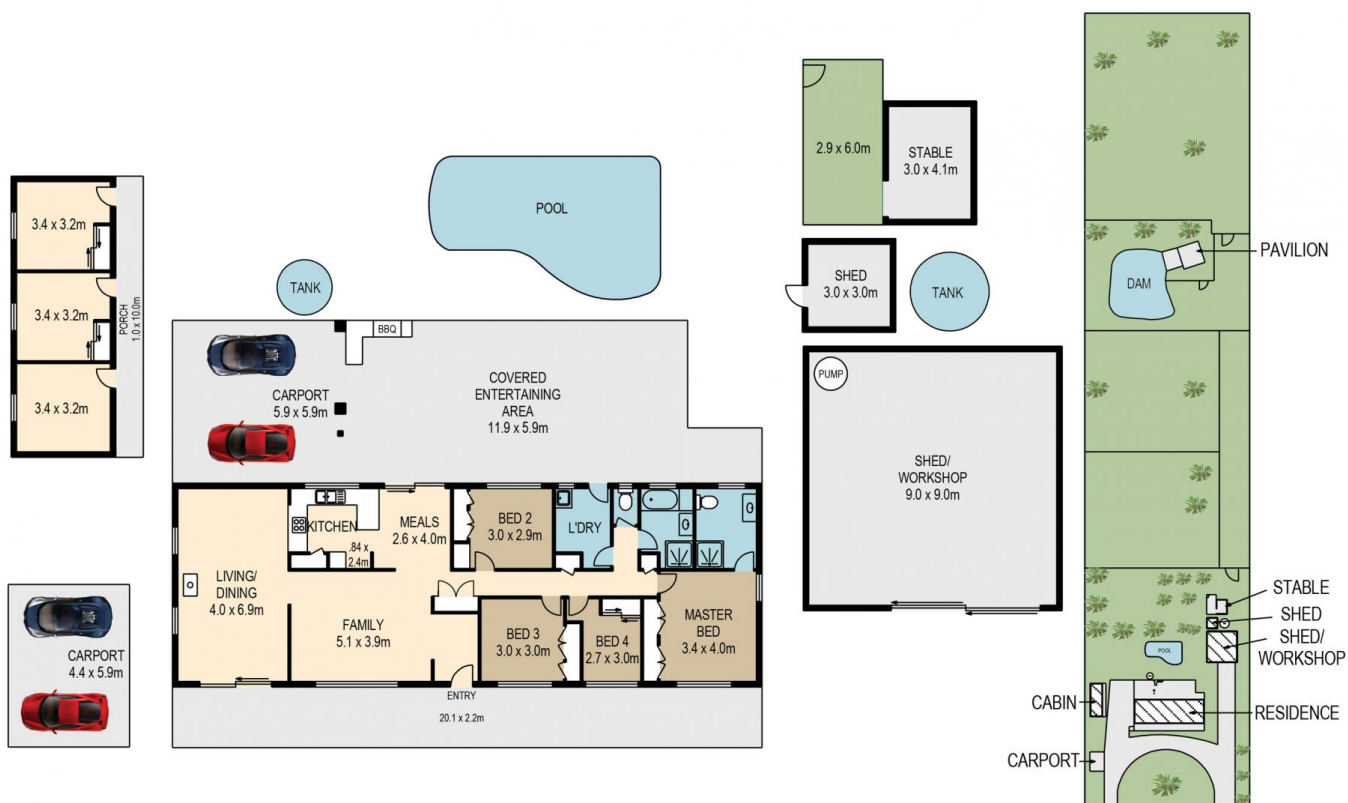 3.4 x 3.2m
3.4 x 3.2m
3.4 x 3.2m
PORCH
1.0 x 10.0m
CARPORT
4.4 x 5.9m
TANK
POOL
BBQ
CARPORT
5.9 x 5.9m
COVERED
ENTERTAINING
AREA
11.9 x 5.9m
LIVING/
DINING
4.0 x 6.9m
KITCHEN
.84 x
2.4m
MEALS
2.6 x 4.0m
BED 2
3.0 x 2.9m
L'DRY
FAMILY
5.1 x 3.9m
BED 3
3.0 x 3.0m
BED 4
2.7 x 3.0m
MASTER
BED
3.4 x 4.0m
ENTRY
20.1 x 2.2m
2.9 x 6.0m
STABLE
3.0 x 4.1m
SHED
3.0 x 3.0m
TANK
PUMP
SHED/
WORKSHOP
9.0 x 9.0m
PAVILION
DAM
STABLE
SHED
SHED/
WORKSHOP
POOL
CABIN
RESIDENCE
CARPORT